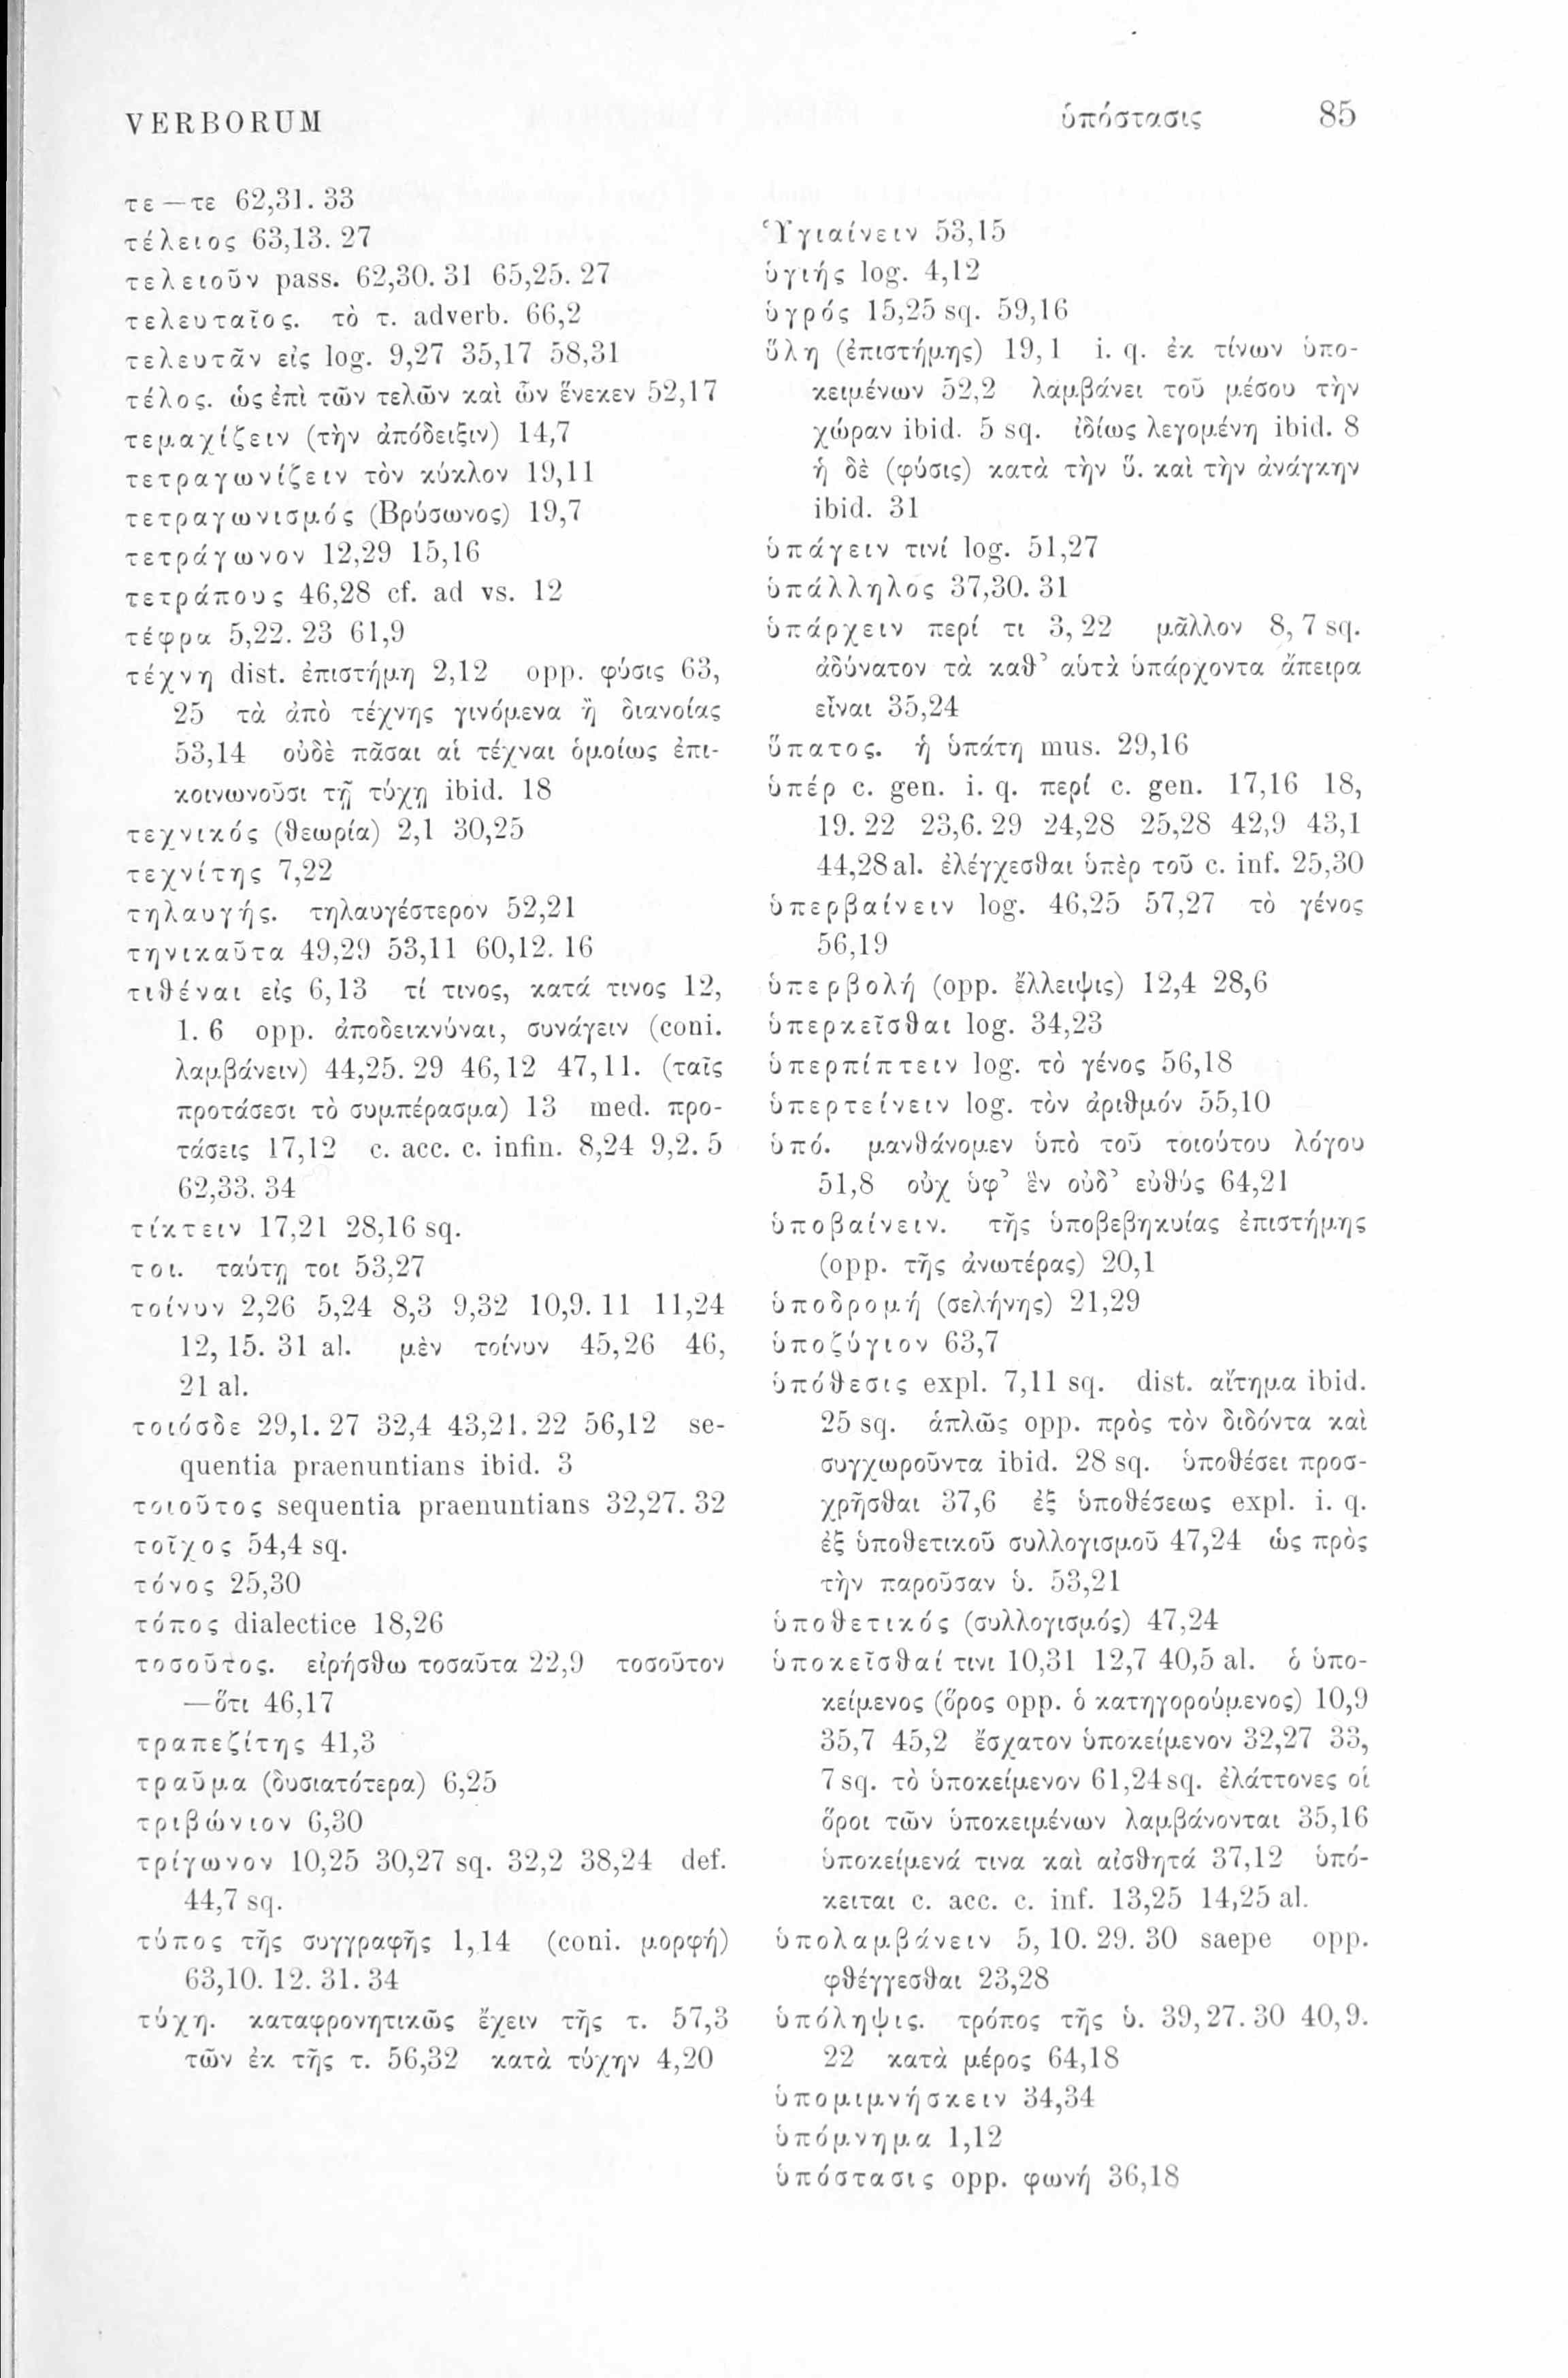 VERBORUM ὑπόστασις 85
τε—τε 62,31. 33
τέλειος 63,13. 27
τελειοῦν pass. 62,30. 31 65,25. 27
τελευταῖος. τὸ τ. adverb. 66,2
τελευτᾶν εἰς log. 9,27 35,17 58,31
τέλος. ὡς ἐπὶ τῶν τελῶν καὶ ὧν ἕνεκεν 52,17
τεμαχίζειν (τὴν ἀπόδειξιν) 14,7
τετραγωνίζειν τὸν κύκλον 19,11
τετραγωνισμός (Βρύσωνος) 19,7
τετράγωνον 12,29 15,16
τετράπους 46,28 cf. ad vs. 12
τέφρα 5,22. 23 61,9
τέχνη dist. ἐπιστήμη 2,12 opp. φύσις 63,
25 τὰ ἀπὸ τέχνης γινόμενα ἢ διανοίας
53,14 οὐδὲ πᾶσαι αἱ τέχναι ὁμοίως ἐπι-
κοινωνοῦσι τῇ τύχῃ ibid. 18
τεχνικός (θεωρία) 2,1 30,25
τεχνίτης 7,22
τηλαυγής. τηλαυγέστερον 52,21
τηνικαῦτα 49,29 53,11 60,12. 16
τιθέναι εἰς 6,13 τί τινος, κατά τινος 12,
1. 6 opp. ἀποδεικνύναι, συνάγειν (coni.
λαμβάνειν) 44,25. 29 46,12 47,11. (ταῖς
προτάσεσι τὸ συμπέρασμα) 13 med. προ-
τάσεις 17,12 c. acc. c. infin. 8,24 9,2. 5
62,33. 34
τίκτειν 17,21 28,16 sq.
τοι. ταύτῃ τοι 53,27
τοίνυν 2,26 5,24 8,3 9,32 10,9. 11 11,24
12, 15. 31 al. μὲν τοίνυν 45,26 46,
21 al.
τοιόσδε 29,1. 27 32,4 43,21. 22 56,12 se-
quentia praenuntians ibid. 3
τοιοῦτος sequentia praenuntians 32,27. 32
τοῖχος 54,4 sq.
τόνος 25,30
τόπος dialectice 18,26
τοσοῦτος. εἰρήσθω τοσαῦτα 22,9 τοσοῦτον
—ὅτι 46,17
τραπεζίτης 41,3
τραῦμα (δυσιατότερα) 6,25
τριβώνιον 6,30
τρίγωνον 10,25 30,27 sq. 32,2 38,24 def.
44,7 sq.
τύπος τῆς συγγραφῆς 1,14 (coni. μορφή)
63,10. 12. 31. 34
τύχη. καταφρονητικῶς ἔχειν τῆς τ. 57,3
τῶν ἐκ τῆς τ. 56,32 κατὰ τύχην 4,20
Ὑγιαίνειν 53,15
ὑγιής log. 4,12
ὑγρός 15,25 sq. 59,16
ὕλη (ἐπιστήμης) 19,1 i. q. ἐκ τίνων ὑπο-
κειμένων 52,2 λαμβάνει τοῦ μέσου τὴν
χώραν ibid. 5 sq. ἰδίως λεγομένη ibid. 8
ἡ δὲ (φύσις) κατὰ τὴν ὕ. καὶ τὴν ἀνάγκην
ibid. 31
ὑπάγειν τινί log. 51,27
ὑπάλληλος 37,30. 31
ὑπάρχειν περί τι 3,22 μᾶλλον 8,7 sq.
ἀδύνατον τὰ καθ’ αὑτὰ ὑπάρχοντα ἄπειρα
εἶναι 35,24
ὕπατος. ἡ ὑπάτη mus. 29,16
ὑπέρ c. gen. i. q. περί c. gen. 17,16 18,
19. 22 23,6. 29 24,28 25,28 42,9 43,1
44,28 al. ἐλέγχεσθαι ὑπὲρ τοῦ c. inf. 25,30
ὑπερβαίνειν log. 46,25 57,27 τὸ γένος
56,19
ὑπερβολή (opp. ἔλλειψις) 12,4 28,6
ὑπερκεῖσθαι log. 34,23
ὑπερπίπτειν log. τὸ γένος 56,18
ὑπερτείνειν log. τὸν ἀριθμόν 55,10
ὑπό. μανθάνομεν ὑπὸ τοῦ τοιούτου λόγου
51,8 οὐχ ὑφ’ ἓν οὐδ’ εὐθύς 64,21
ὑποβαίνειν. τῆς ὑποβεβηκυίας ἐπιστήμης
(opp. τῆς ἀνωτέρας) 20,1
ὑποδρομή (σελήνης) 21,29
ὑποζύγιον 63,7
ὑπόθεσις expl. 7,11 sq. dist. αἴτημα ibid.
25 sq. ἁπλῶς opp. πρὸς τὸν διδόντα καὶ
συγχωροῦντα ibid. 28 sq. ὑποθέσει προσ-
χρῆσθαι 37,6 ἐξ ὑποθέσεως expl. i. q.
ἐξ ὑποθετικοῦ συλλογισμοῦ 47,24 ὡς πρὸς
τὴν παροῦσαν ὑ. 53,21
ὑποθετικός (συλλογισμός) 47,24
ὑποκεῖσθαί τινι 10,31 12,7 40,5 al. ὁ ὑπο-
κείμενος (ὅρος opp. ὁ κατηγορούμενος) 10,9
35,7 45,2 ἔσχατον ὑποκείμενον 32,27 33,
7 sq. τὸ ὑποκείμενον 61,24 sq. ἐλάττονες οἱ
ὅροι τῶν ὑποκειμένων λαμβάνονται 35,16
ὑποκείμενά τινα καὶ αἰσθητά 37,12 ὑπό-
κειται c. acc. c. inf. 13,25 14,25 al.
ὑπολαμβάνειν 5,10. 29. 30 saepe opp.
φθέγγεσθαι 23,28
ὑπόληψις. τρόπος τῆς ὑ. 39,27. 30 40,9.
22 κατὰ μέρος 64,18
ὑπομιμνήσκειν 34,34
ὑπόμνημα 1,12
ὑπόστασις opp. φωνή 36,18